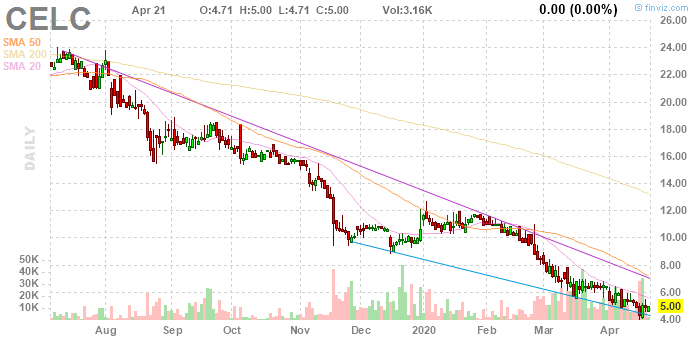 CELC Apr 21 O:4.71 H:5.00 L:4.71 C:5.00 Vol:3.16K 0.00 (0.00%)
© finviz.com
SMA 50
SMA 200
SMA 20
DAILY
26.00
24.00
22.00
20.00
18.00
16.00
14.00
12.00
10.00
8.00
6.00
5.00
4.00
50K
40K
30K
20K
10K
Aug Sep Oct Nov Dec 2020 Feb Mar Apr